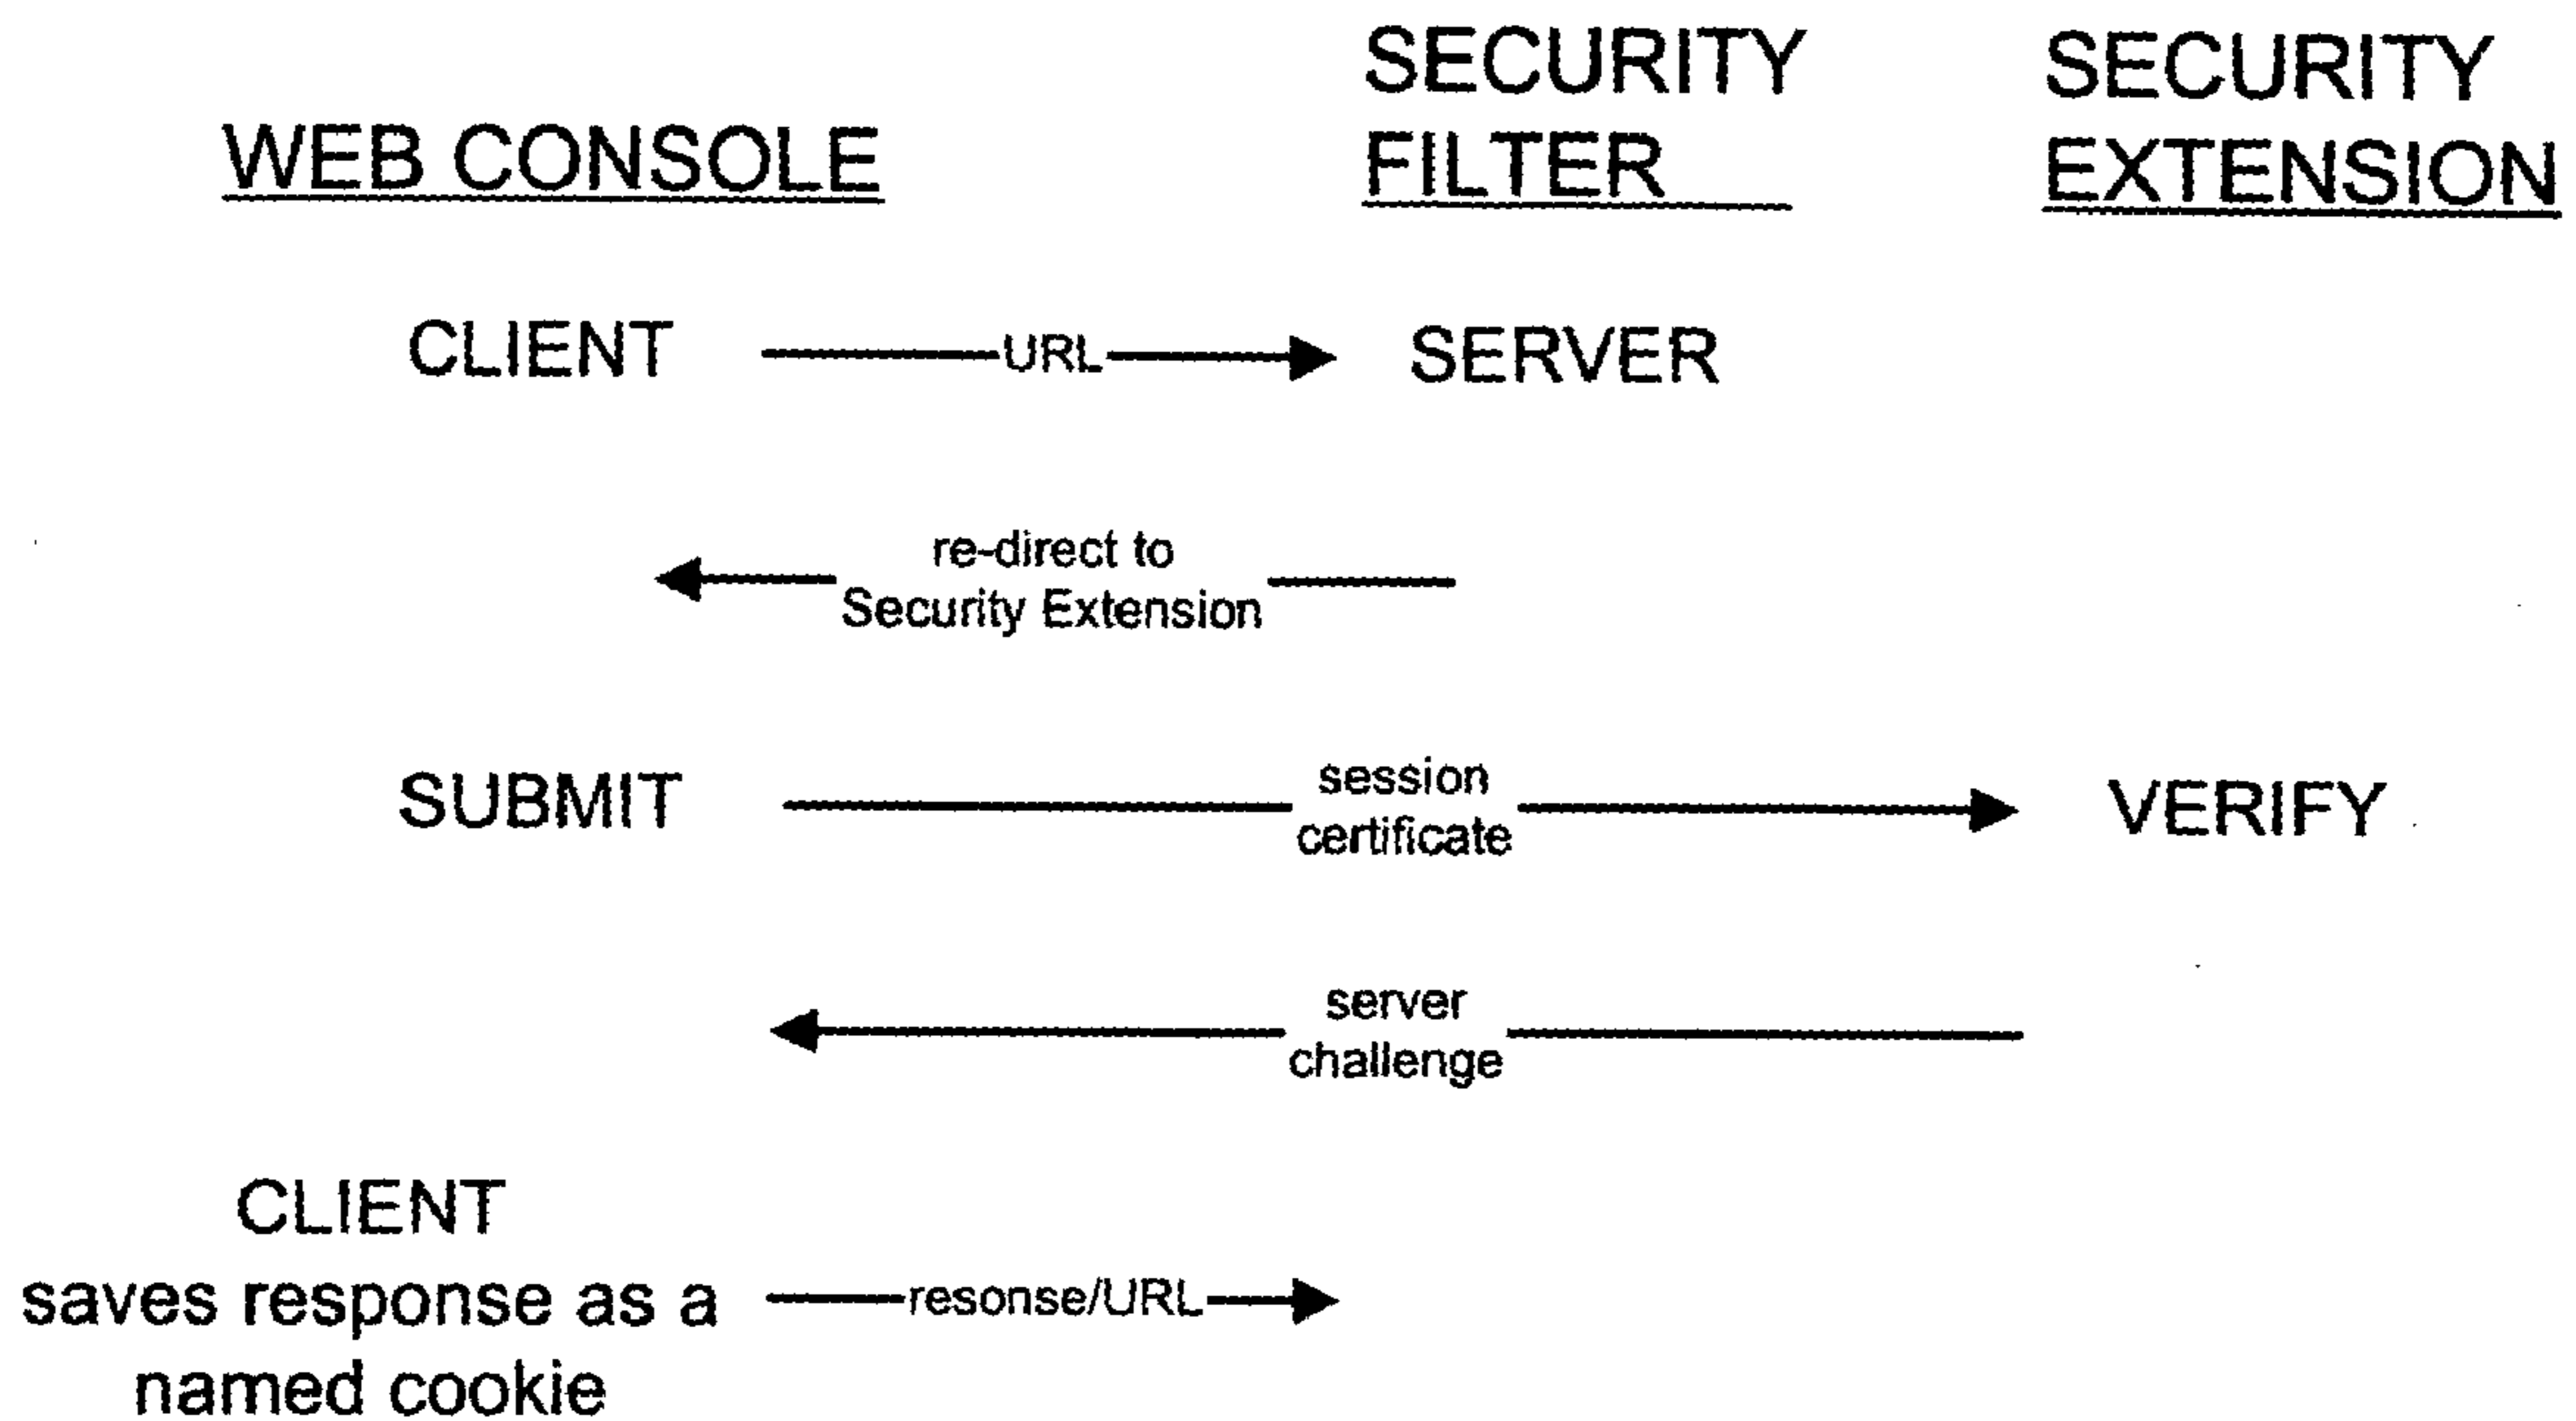 WEB CONSOLE
SECURITY
FILTER
SECURITY
EXTENSION
CLIENT
URL
SERVER
re-direct to
Security Extension
SUBMIT
session
certificate
VERIFY
server
challenge
CLIENT
saves response as a
named cookie
resonse/URL